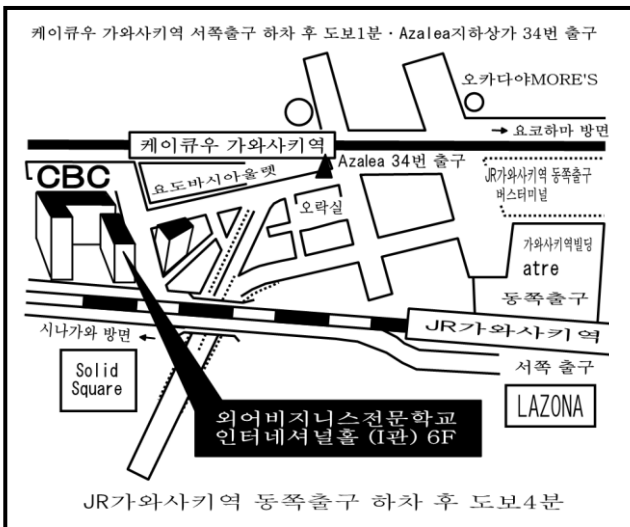 케이큐우 가와사키역 서쪽출구 하차 후 도보1분・Azalea지하상가 34번 출구
오카다야MORE'S
케이큐우 가와사키역
→ 요코하마 방면
CBC
요도바시아울렛
Azalea 34번 출구
JR가와사키역 동쪽출구
버스터미널
오락실
가와사키역빌딩
atre
동쪽출구
JR가와사키역
시나가와 방면 ←
서쪽 출구
Solid
Square
LAZONA
외어비지니스전문학교
인터네셔널홀 (I관) 6F
JR가와사키역 동쪽출구 하차 후 도보4분